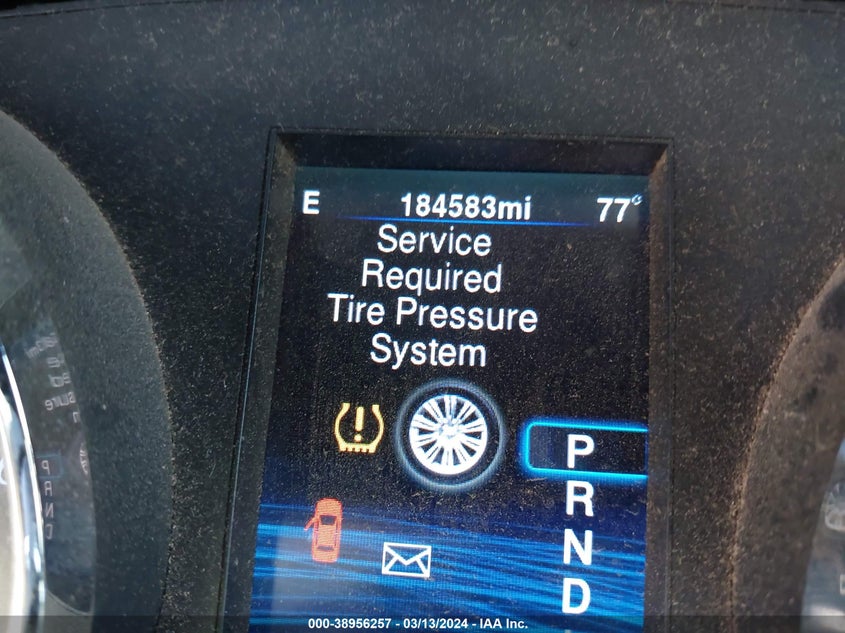 E 184583mi 77°
Service
Required
Tire Pressure
System
P
R
N
D
000-38956257 - 03/13/2024 - IAA Inc.